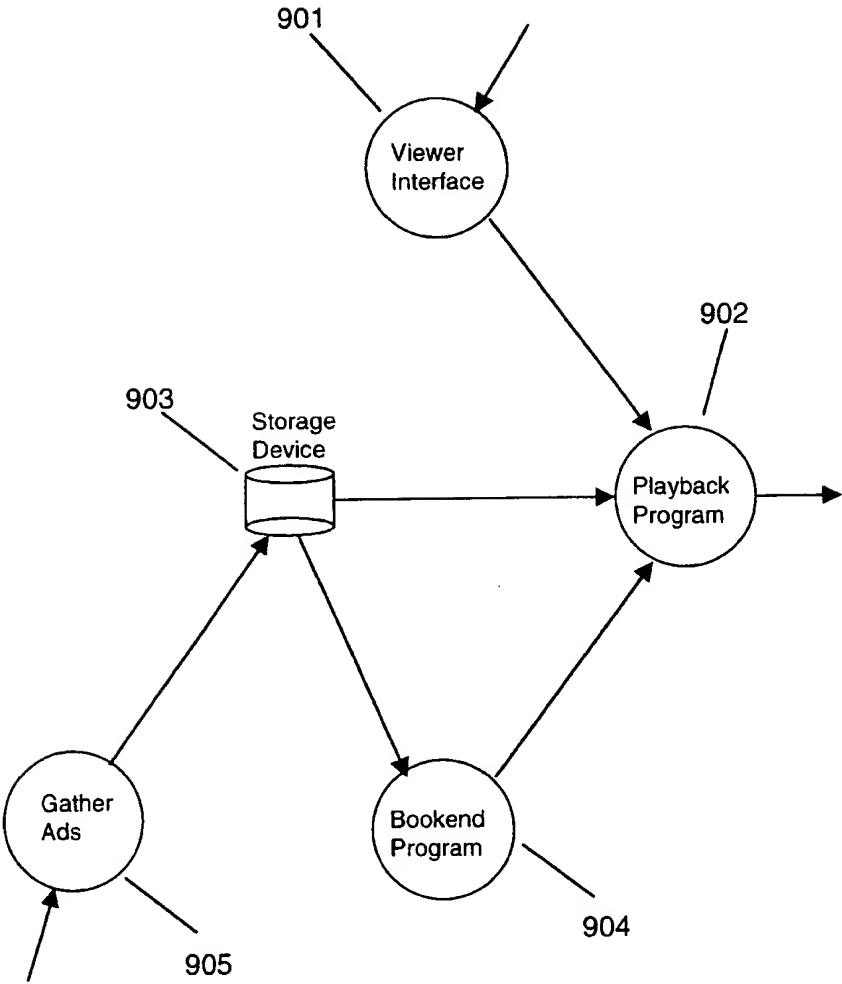 901
Viewer
Interface
902
903
Storage
Device
Playback
Program
Gather
Ads
Bookend
Program
904
905